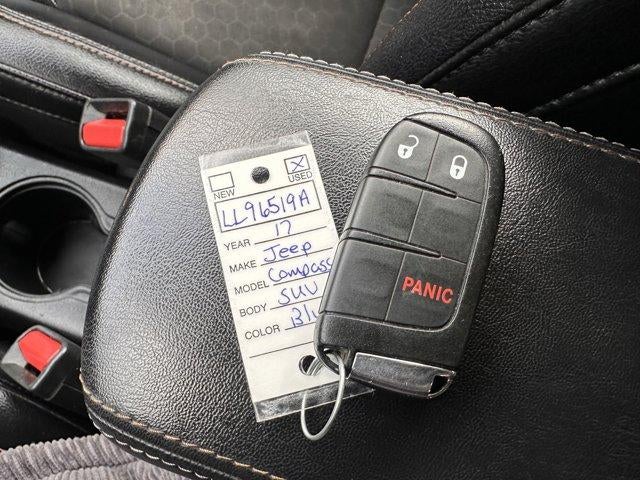 NEW
USED
LL96519A
YEAR 17
MAKE Jeep
MODEL Compass
BODY SUV
COLOR
PANIC